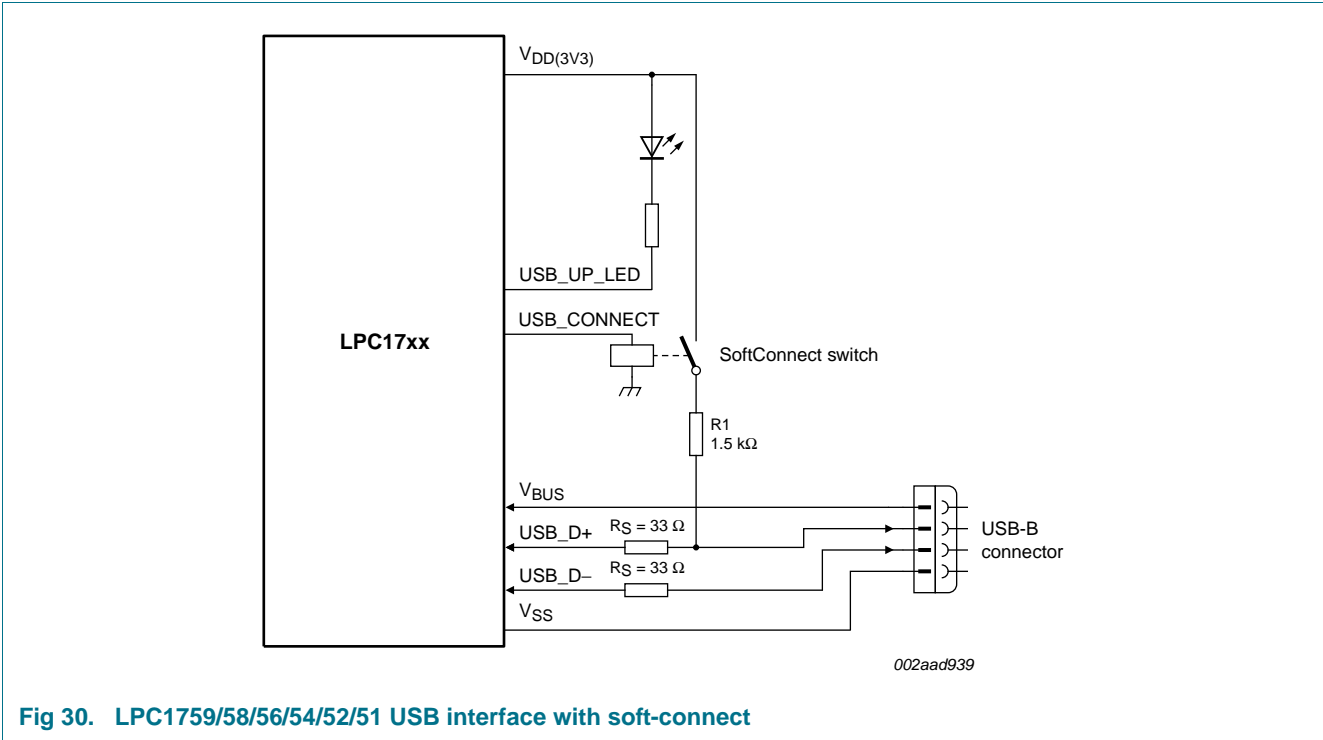 VDD(3V3)
USB_UP_LED
USB_CONNECT
LPC17xx
SoftConnect switch
R1
1.5 kΩ
VBUS
USB_D+
RS = 33 Ω
USB-B
connector
USB_D−
RS = 33 Ω
VSS
002aad939
Fig 30. LPC1759/58/56/54/52/51 USB interface with soft-connect